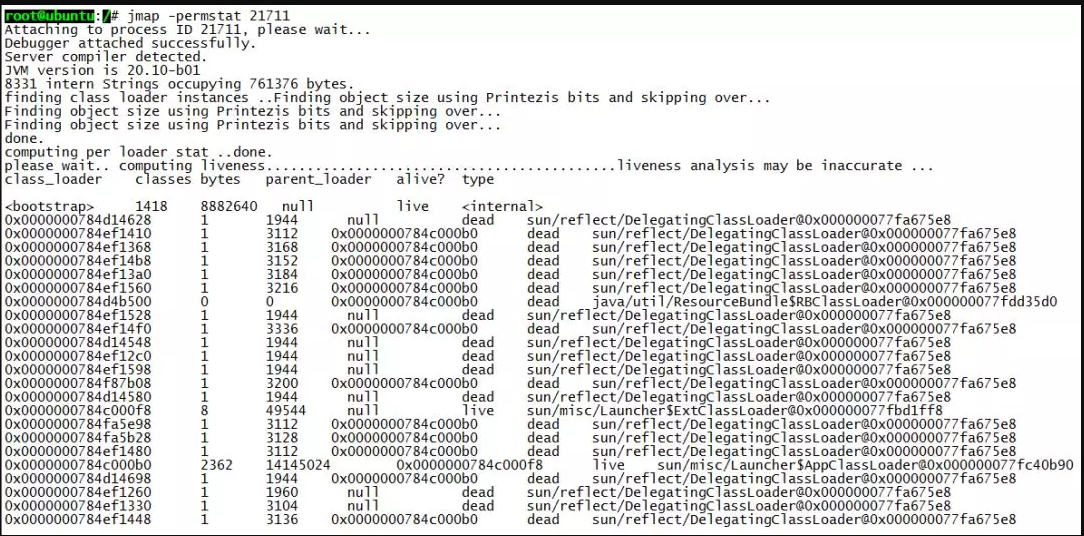 root@ubuntu:/# jmap -permstat 21711
Attaching to process ID 21711, please wait...
Debugger attached successfully.
Server compiler detected.
JVM version is 20.10-b01
8331 intern Strings occupying 761376 bytes.
finding class loader instances ..Finding object size using Printezis bits and skipping over...
Finding object size using Printezis bits and skipping over...
Finding object size using Printezis bits and skipping over...
done.
computing per loader stat ..done.
please wait.. computing liveness............................................liveness analysis may be inaccurate ...
class_loader classes bytes parent_loader alive? type
<bootstrap> 1418 8882640 null live <internal>
0x0000000784d14628 1 1944 null dead sun/reflect/DelegatingClassLoader@0x000000077fa675e8
0x0000000784ef1410 1 3112 0x0000000784c000b0 dead sun/reflect/DelegatingClassLoader@0x000000077fa675e8
0x0000000784ef1368 1 3168 0x0000000784c000b0 dead sun/reflect/DelegatingClassLoader@0x000000077fa675e8
0x0000000784ef14b8 1 3152 0x0000000784c000b0 dead sun/reflect/DelegatingClassLoader@0x000000077fa675e8
0x0000000784ef13a0 1 3184 0x0000000784c000b0 dead sun/reflect/DelegatingClassLoader@0x000000077fa675e8
0x0000000784ef1560 1 3216 0x0000000784c000b0 dead sun/reflect/DelegatingClassLoader@0x000000077fa675e8
0x0000000784d4b500 0 0 0x0000000784c000b0 dead java/util/ResourceBundle$RBClassLoader@0x000000077fdd35d0
0x0000000784ef1528 1 1944 null dead sun/reflect/DelegatingClassLoader@0x000000077fa675e8
0x0000000784ef14f0 1 3336 0x0000000784c000b0 dead sun/reflect/DelegatingClassLoader@0x000000077fa675e8
0x0000000784d14548 1 1944 null dead sun/reflect/DelegatingClassLoader@0x000000077fa675e8
0x0000000784ef12c0 1 1944 null dead sun/reflect/DelegatingClassLoader@0x000000077fa675e8
0x0000000784ef1598 1 1944 null dead sun/reflect/DelegatingClassLoader@0x000000077fa675e8
0x0000000784f87b08 1 3200 0x0000000784c000b0 dead sun/reflect/DelegatingClassLoader@0x000000077fa675e8
0x0000000784d14580 1 1944 null dead sun/reflect/DelegatingClassLoader@0x000000077fa675e8
0x0000000784c000f8 8 49544 null live sun/misc/Launcher$ExtClassLoader@0x000000077fbd1ff8
0x0000000784fa5e98 1 3112 0x0000000784c000b0 dead sun/reflect/DelegatingClassLoader@0x000000077fa675e8
0x0000000784fa5b28 1 3128 0x0000000784c000b0 dead sun/reflect/DelegatingClassLoader@0x000000077fa675e8
0x0000000784ef1480 1 3112 0x0000000784c000b0 dead sun/reflect/DelegatingClassLoader@0x000000077fa675e8
0x0000000784c000b0 2362 14145024 0x0000000784c000f8 live sun/misc/Launcher$AppClassLoader@0x000000077fc40b90
0x0000000784d14698 1 1944 null dead sun/reflect/DelegatingClassLoader@0x000000077fa675e8
0x0000000784ef1260 1 1960 null dead sun/reflect/DelegatingClassLoader@0x000000077fa675e8
0x0000000784ef1330 1 3104 null dead sun/reflect/DelegatingClassLoader@0x000000077fa675e8
0x0000000784ef1448 1 3136 0x0000000784c000b0 dead sun/reflect/DelegatingClassLoader@0x000000077fa675e8